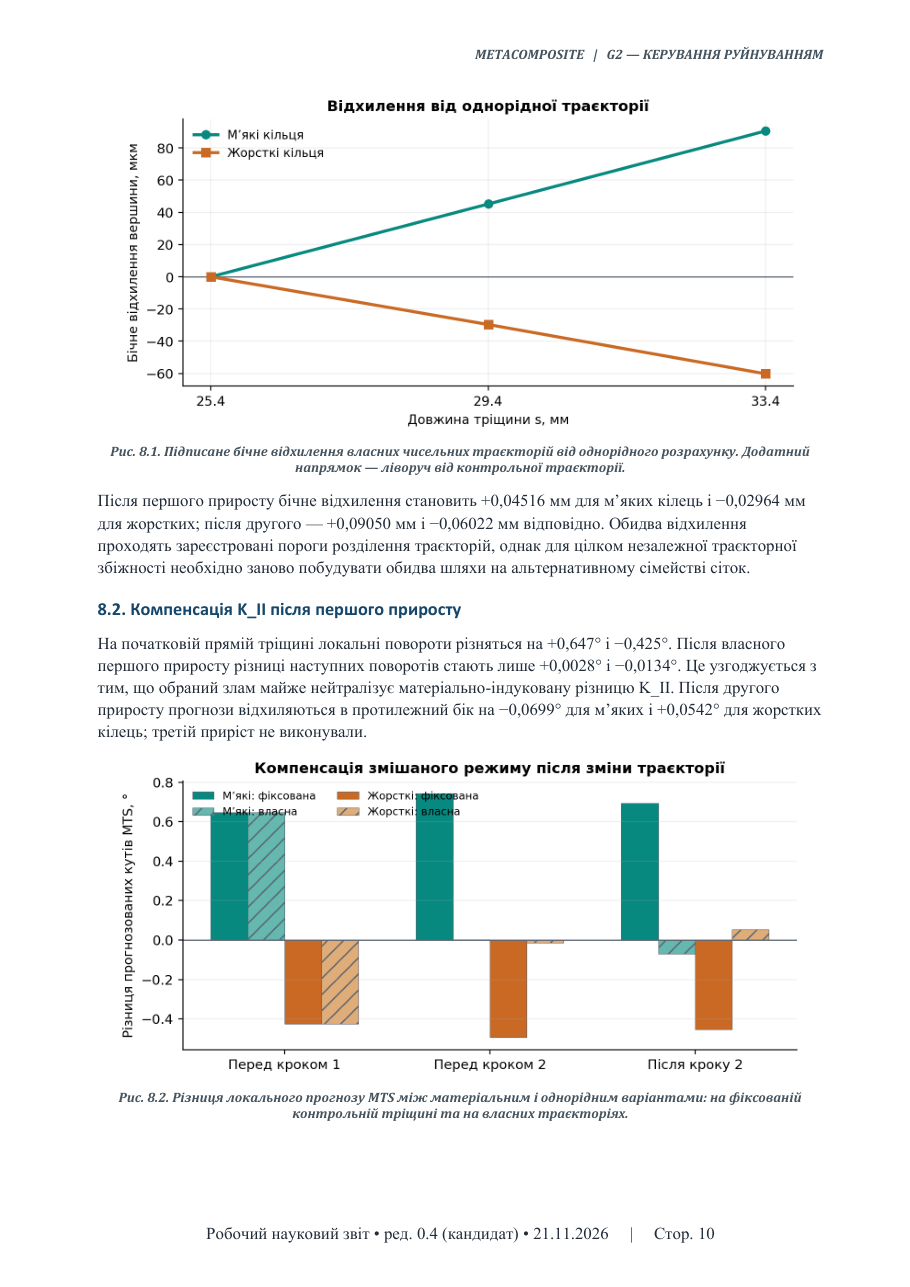 METACOMPOSITE | G2 — КЕРУВАННЯ РУЙНУВАННЯМ
Відхилення від однорідної траєкторії
М’які кільця
Жорсткі кільця
Бічне відхилення вершини, мкм
80
60
40
20
0
−20
−40
−60
25.4
29.4
33.4
Довжина тріщини s, мм
Рис. 8.1. Підписане бічне відхилення власних чисельних траєкторій від однорідного розрахунку. Додатний
напрямок — ліворуч від контрольної траєкторії.
Після першого приросту бічне відхилення становить +0,04516 мм для м’яких кілець і −0,02964 мм
для жорстких; після другого — +0,09050 мм і −0,06022 мм відповідно. Обидва відхилення
проходять зареєстровані пороги розділення траєкторій, однак для цілком незалежної траєкторної
збіжності необхідно заново побудувати обидва шляхи на альтернативному сімействі сіток.
8.2. Компенсація K_II після першого приросту
На початковій прямій тріщині локальні повороти різняться на +0,647° і −0,425°. Після власного
першого приросту різниці наступних поворотів стають лише +0,0028° і −0,0134°. Це узгоджується з
тим, що обраний злам майже нейтралізує матеріально-індуковану різницю K_II. Після другого
приросту прогнози відхиляються в протилежний бік на −0,0699° для м’яких і +0,0542° для жорстких
кілець; третій приріст не виконували.
Компенсація змішаного режиму після зміни траєкторії
М’які: фіксована
Жорсткі: фіксована
М’які: власна
Жорсткі: власна
Різниця прогнозованих кутів MTS, °
0.8
0.6
0.4
0.2
0.0
−0.2
−0.4
Перед кроком 1
Перед кроком 2
Після кроку 2
Рис. 8.2. Різниця локального прогнозу MTS між матеріальним і однорідним варіантами: на фіксованій
контрольній тріщині та на власних траєкторіях.
Робочий науковий звіт • ред. 0.4 (кандидат) • 21.11.2026 | Стор. 10